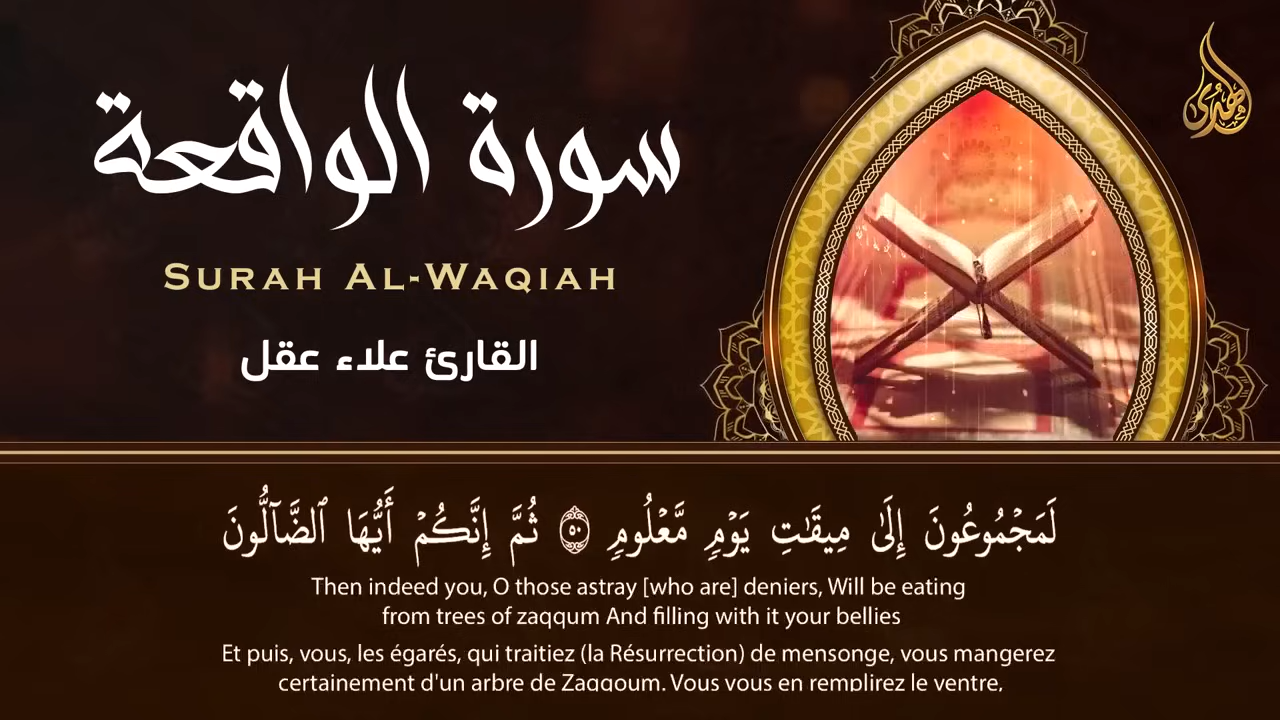 سورة الواقعة
SURAH AL-WAQIAH
القارئ علاء عقل
هدى
لَمَجْمُوعُونَ إِلَىٰ مِيقَٰتِ يَوْمٍ مَّعْلُومٍ ۝٥٠ ثُمَّ إِنَّكُمْ أَيُّهَا ٱلضَّآلُّونَ
Then indeed you, O those astray [who are] deniers, Will be eating
from trees of zaqqum And filling with it your bellies
Et puis, vous, les égarés, qui traitiez (la Résurrection) de mensonge, vous mangerez
certainement d'un arbre de Zaqqoum. Vous vous en remplirez le ventre,